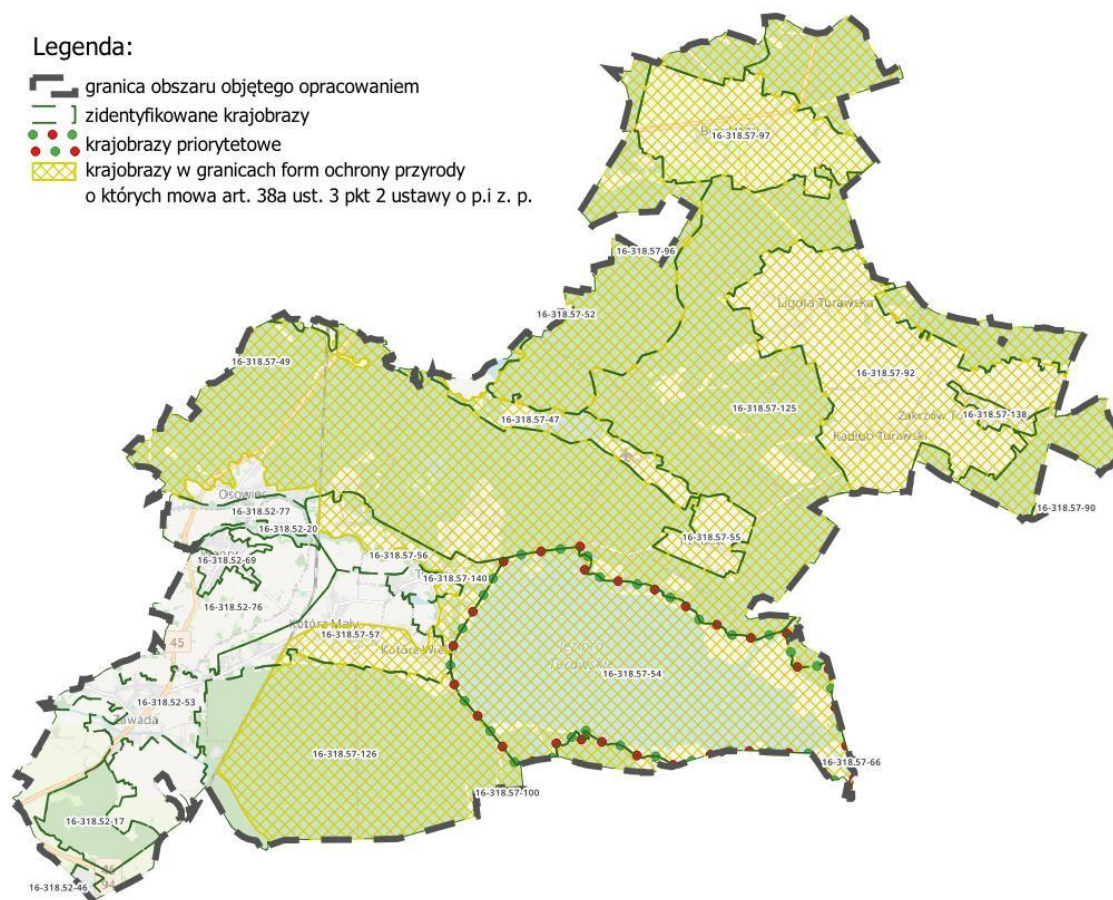 Legenda:
granica obszaru objętego opracowaniem
zidentyfikowane krajobrazy
krajobrazy priorytetowe
krajobrazy w granicach form ochrony przyrody
o których mowa art. 38a ust. 3 pkt 2 ustawy o p.i z. p.
16-318.57-97
16-318.57-96
Ligota Turawska
16-318.57-52
16-318.57-49
16-318.57-92
16-318.57-125
Zakrzów T
16-318.57-138
16-318.57-47
Kadłub Turawski
Osowiec
16-318.57-90
16-318.52-77
16-318.52-20
16-318.57-55
16-318.57-56
16-318.52-69
16-318.57-140
16-318.52-76
Kotórz Mały
16-318.57-57
45
Kotórz Wie
Jezioro
Turawskie
16-318.57-54
16-318.52-53
Zawada
16-318.57-126
16-318.57-66
16-318.57-100
16-318.52-17
46
94
16-318.52-46